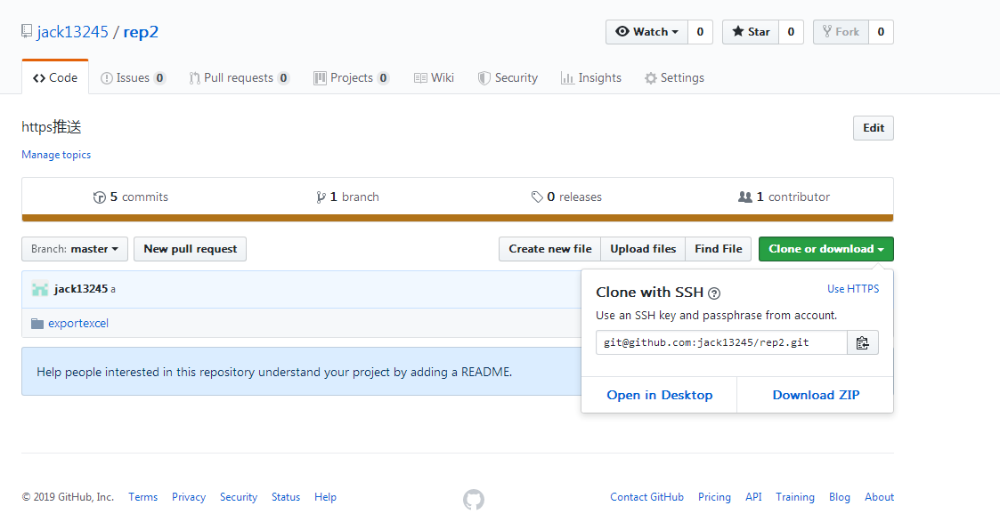 jack13245 / rep2
Watch 0 Star 0 Fork 0
Code Issues 0 Pull requests 0 Projects 0 Wiki Security Insights Settings
https推送
Edit
Manage topics
5 commits 1 branch 0 releases 1 contributor
Branch: master New pull request Create new file Upload files Find File Clone or download
jack13245 a
exportexcel
Help people interested in this repository understand your project by adding a README.
Clone with SSH ? Use HTTPS
Use an SSH key and passphrase from account.
git@github.com:jack13245/rep2.git
Open in Desktop Download ZIP
© 2019 GitHub, Inc. Terms Privacy Security Status Help Contact GitHub Pricing API Training Blog About